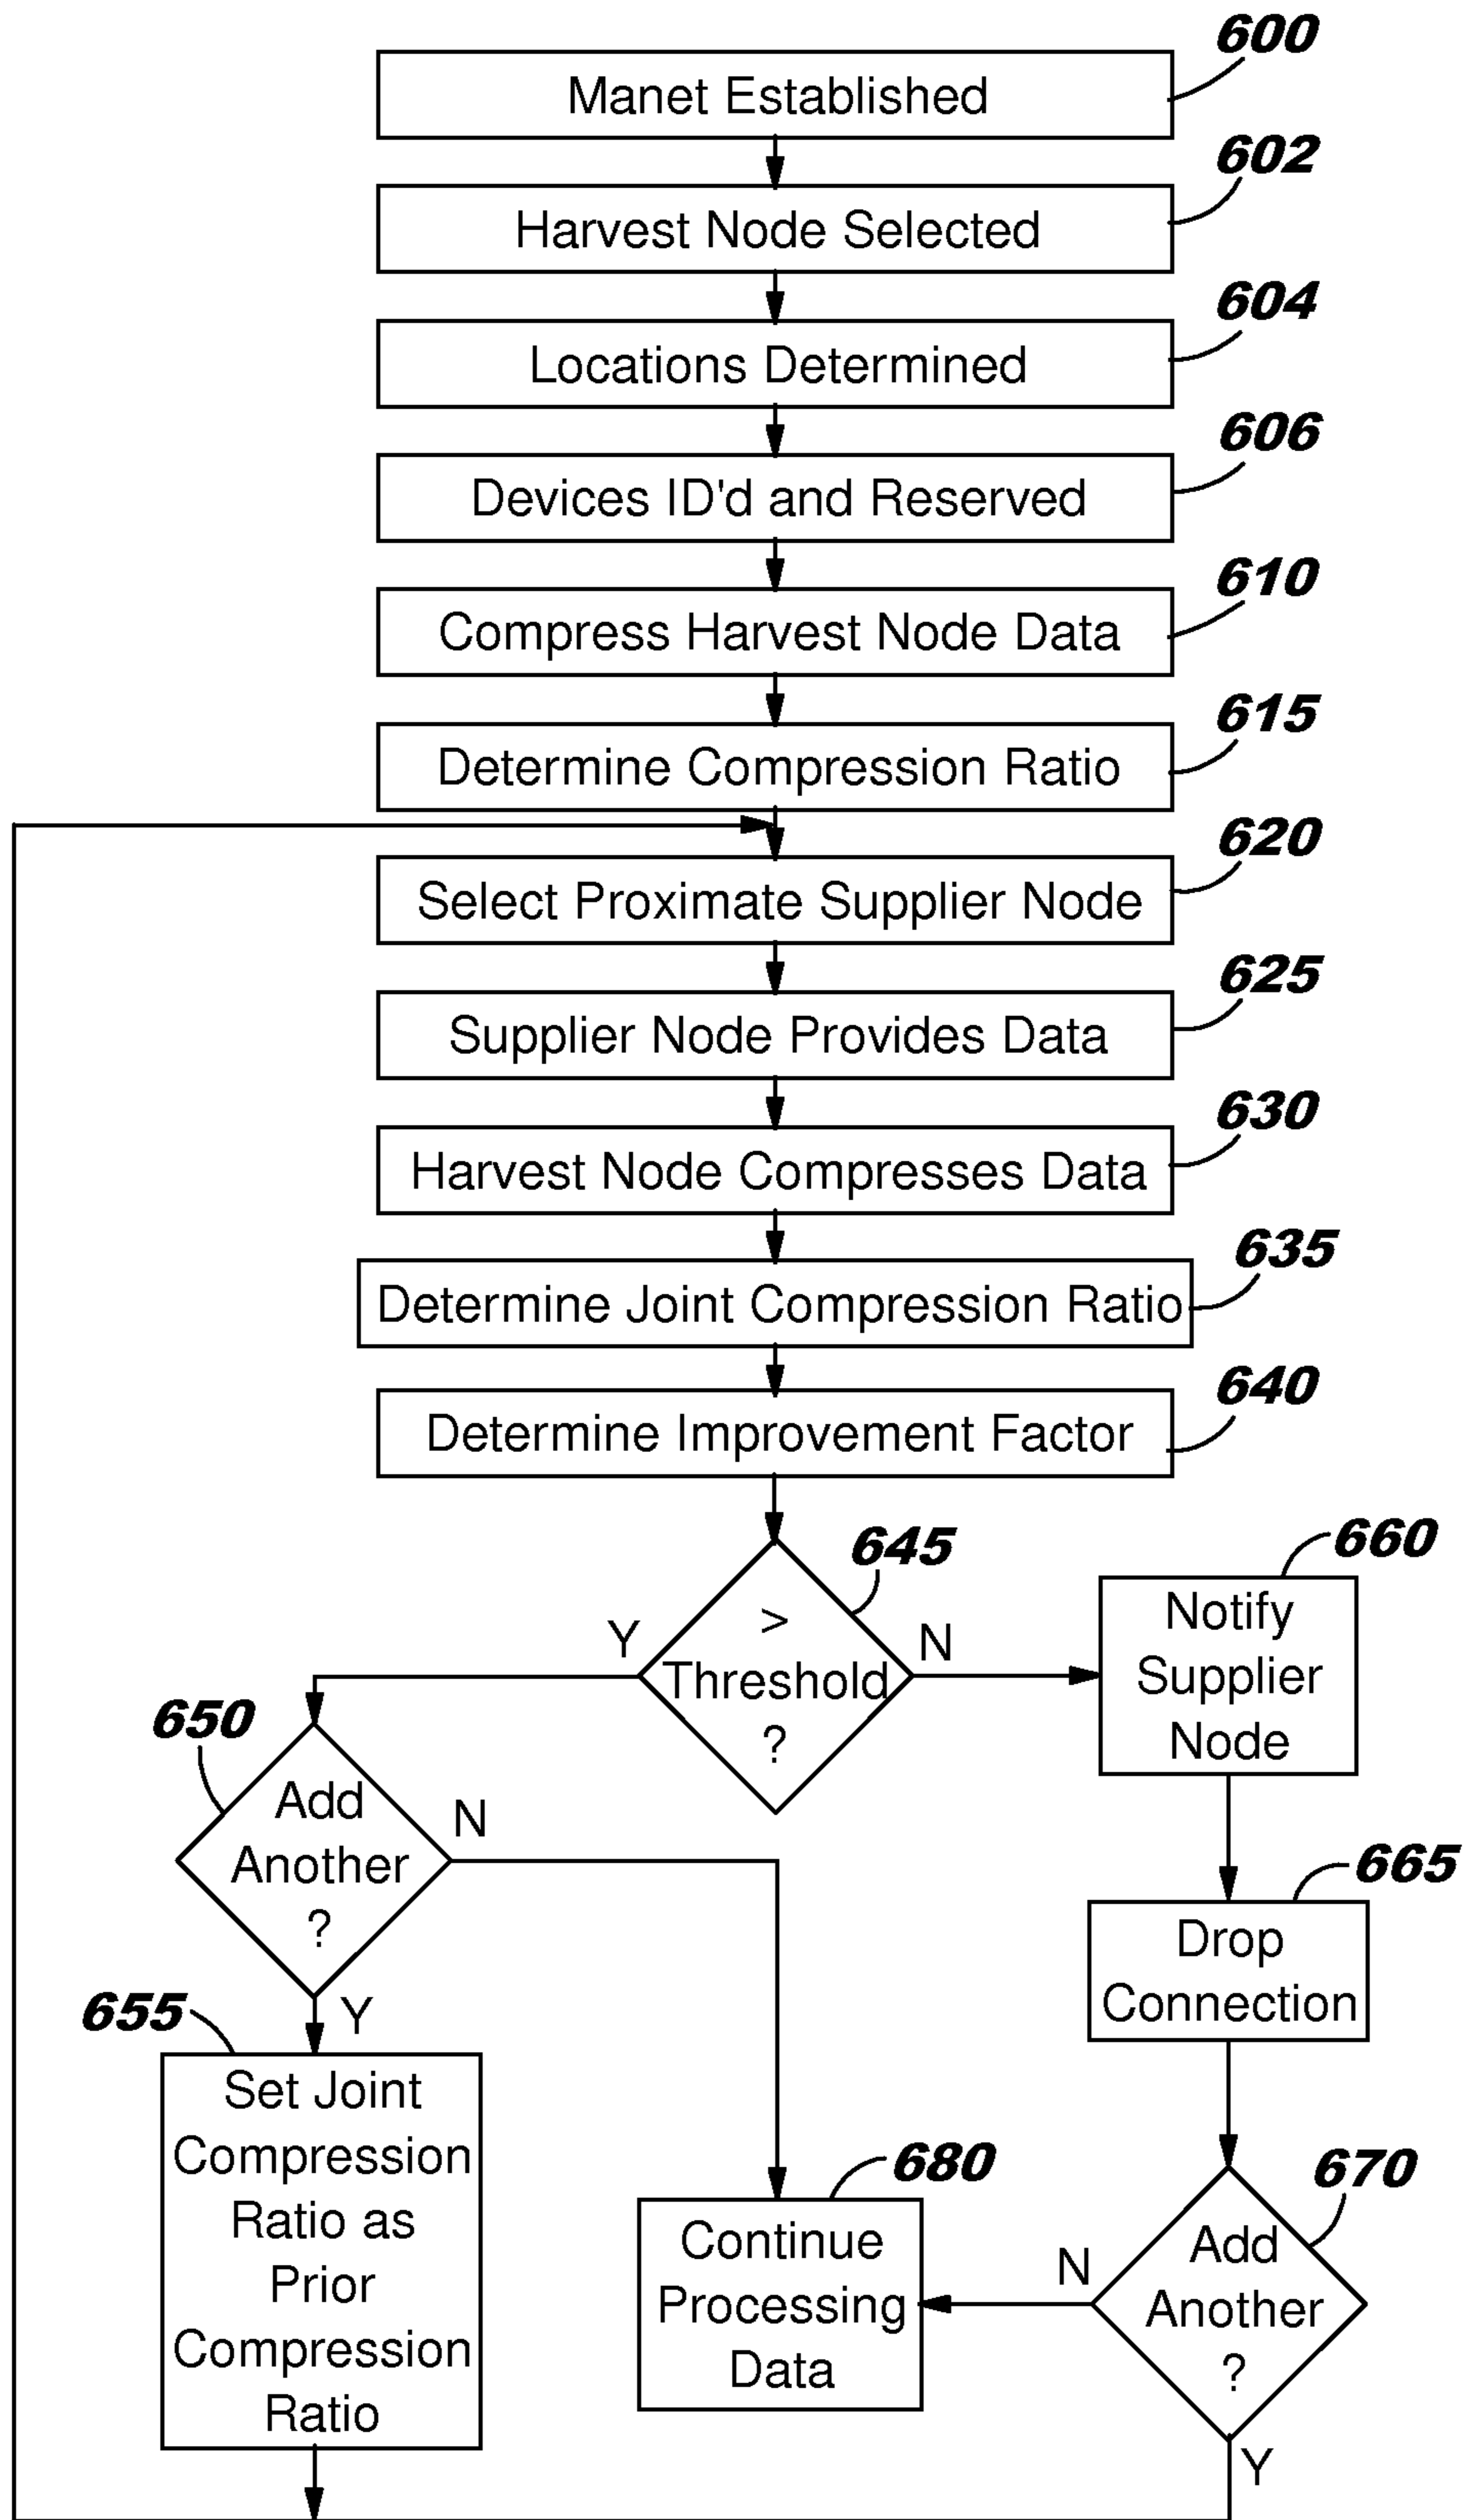 600
Manet Established
602
Harvest Node Selected
604
Locations Determined
606
Devices ID'd and Reserved
610
Compress Harvest Node Data
615
Determine Compression Ratio
620
Select Proximate Supplier Node
625
Supplier Node Provides Data
630
Harvest Node Compresses Data
635
Determine Joint Compression Ratio
640
Determine Improvement Factor
645
>
Threshold
?
Y
N
660
Notify
Supplier
Node
650
Add
Another
?
N
Y
665
Drop
Connection
655
Set Joint
Compression
Ratio as
Prior
Compression
Ratio
680
Continue
Processing
Data
670
Add
Another
?
N
Y